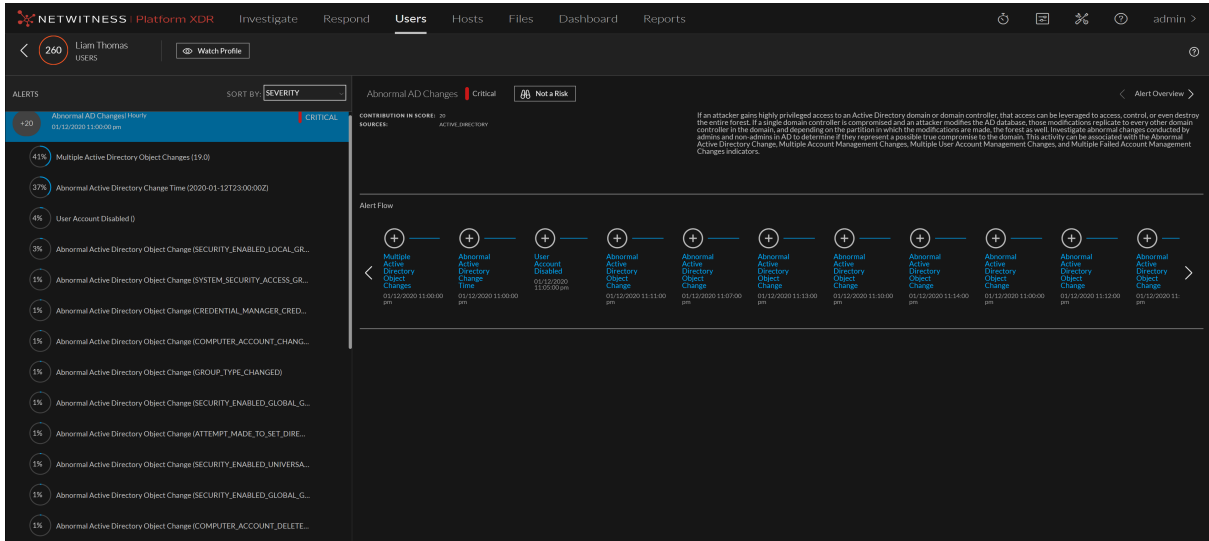 NETWITNESS | Platform XDR
Investigate
Respond
Users
Hosts
Files
Dashboard
Reports
admin >
260
Liam Thomas
USERS
Watch Profile
ALERTS
SORT BY: SEVERITY
+20
Abnormal AD Changes| Hourly
CRITICAL
01/12/2020 11:00:00 pm
41% Multiple Active Directory Object Changes (19.0)
37% Abnormal Active Directory Change Time (2020-01-12T23:00:00Z)
4% User Account Disabled ()
3% Abnormal Active Directory Object Change (SECURITY_ENABLED_LOCAL_GR...
1% Abnormal Active Directory Object Change (SYSTEM_SECURITY_ACCESS_GR...
1% Abnormal Active Directory Object Change (CREDENTIAL_MANAGER_CRED...
1% Abnormal Active Directory Object Change (COMPUTER_ACCOUNT_CHANG...
1% Abnormal Active Directory Object Change (GROUP_TYPE_CHANGED)
1% Abnormal Active Directory Object Change (SECURITY_ENABLED_GLOBAL_G...
1% Abnormal Active Directory Object Change (ATTEMPT_MADE_TO_SET_DIRE...
1% Abnormal Active Directory Object Change (SECURITY_ENABLED_UNIVERSA...
1% Abnormal Active Directory Object Change (SECURITY_ENABLED_GLOBAL_G...
1% Abnormal Active Directory Object Change (COMPUTER_ACCOUNT_DELETE...
Abnormal AD Changes
Critical
Not a Risk
Alert Overview
CONTRIBUTION IN SCORE: 20
SOURCES: ACTIVE_DIRECTORY
If an attacker gains highly privileged access to an Active Directory domain or domain controller, that access can be leveraged to access, control, or even destroy
the entire forest. If a single domain controller is compromised and an attacker modifies the AD database, those modifications replicate to every other domain
controller in the domain, and depending on the partition in which the modifications are made, the forest as well. Investigate abnormal changes conducted by
admins and non-admins in AD to determine if they represent a possible true compromise to the domain. This activity can be associated with the Abnormal
Active Directory Change, Multiple Account Management Changes, Multiple User Account Management Changes, and Multiple Failed Account Management
Changes indicators.
Alert Flow
Multiple
Active
Directory
Object
Changes
01/12/2020 11:00:00
pm
Abnormal
Active
Directory
Change
Time
01/12/2020 11:00:00
pm
User
Account
Disabled
01/12/2020
11:05:00 pm
Abnormal
Active
Directory
Object
Change
01/12/2020 11:11:00
pm
Abnormal
Active
Directory
Object
Change
01/12/2020 11:07:00
pm
Abnormal
Active
Directory
Object
Change
01/12/2020 11:13:00
pm
Abnormal
Active
Directory
Object
Change
01/12/2020 11:10:00
pm
Abnormal
Active
Directory
Object
Change
01/12/2020 11:14:00
pm
Abnormal
Active
Directory
Object
Change
01/12/2020 11:00:00
pm
Abnormal
Active
Directory
Object
Change
01/12/2020 11:12:00
pm
Abnormal
Active
Directory
Object
Change
01/12/2020 11:
pm